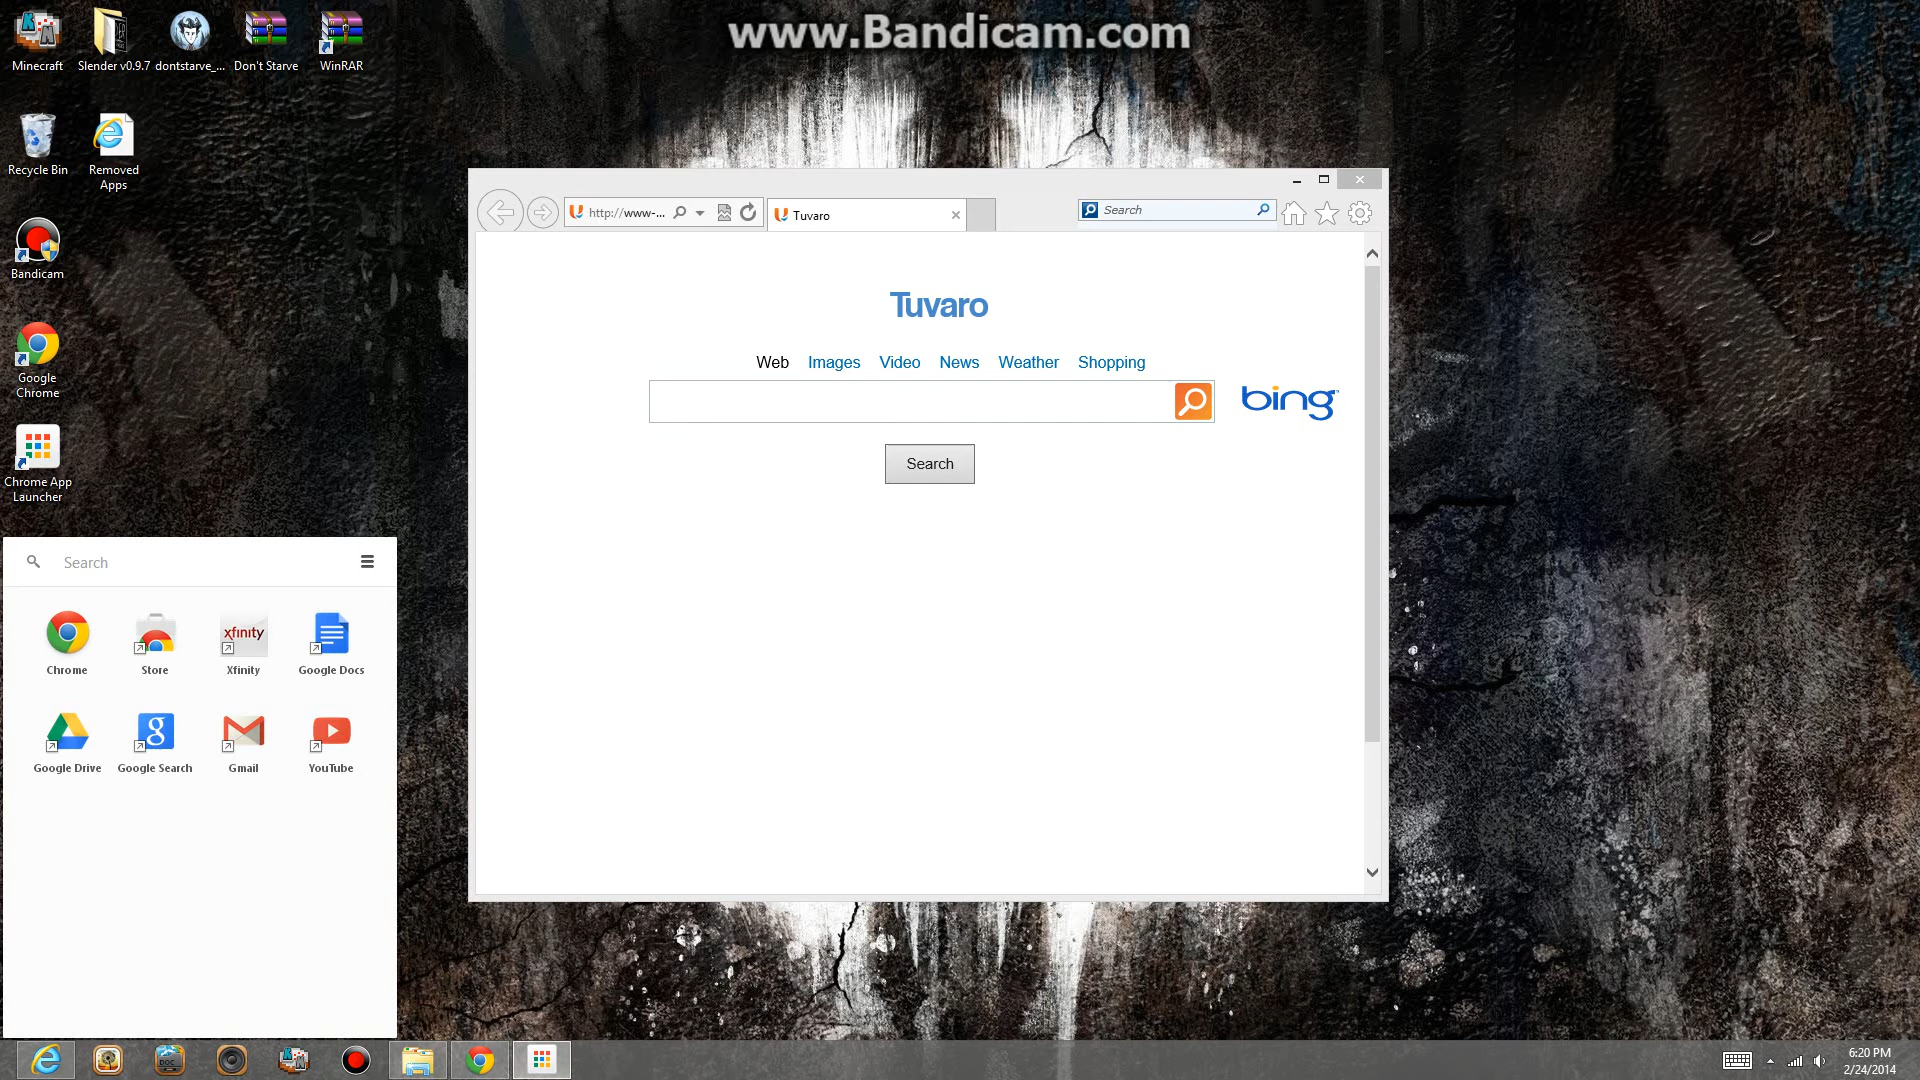 www.Bandicam.com
Minecraft
Slender v0.9.7
dontstarve_...
Don't Starve
WinRAR
Recycle Bin
Removed
Apps
Bandicam
Google
Chrome
Chrome App
Launcher
http://www-...
Tuvaro
Search
Tuvaro
Web Images Video News Weather Shopping
bing
Search
Search
Chrome
Store
xfinity
Xfinity
Google Docs
Google Drive
g
Google Search
Gmail
YouTube
DOC
6:20 PM
2/24/2014